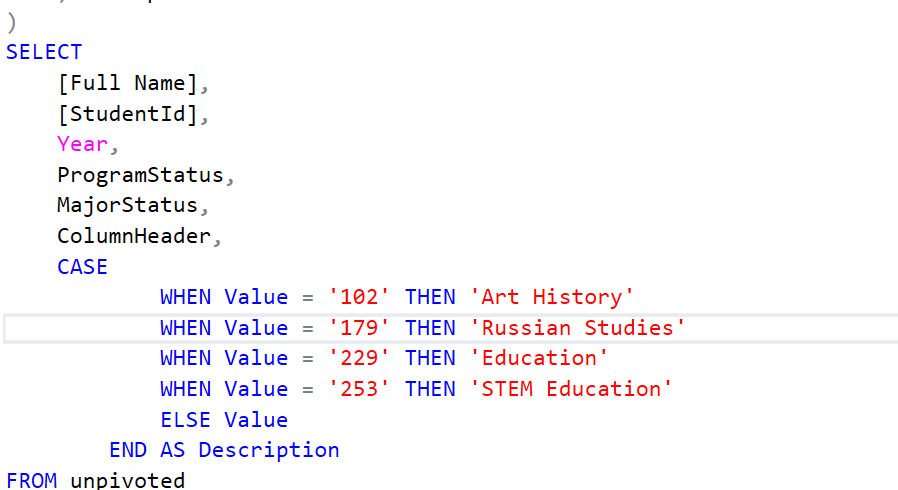 )
SELECT
[Full Name],
[StudentId],
Year,
ProgramStatus,
MajorStatus,
ColumnHeader,
CASE
WHEN Value = '102' THEN 'Art History'
WHEN Value = '179' THEN 'Russian Studies'
WHEN Value = '229' THEN 'Education'
WHEN Value = '253' THEN 'STEM Education'
ELSE Value
END AS Description
FROM unpivoted